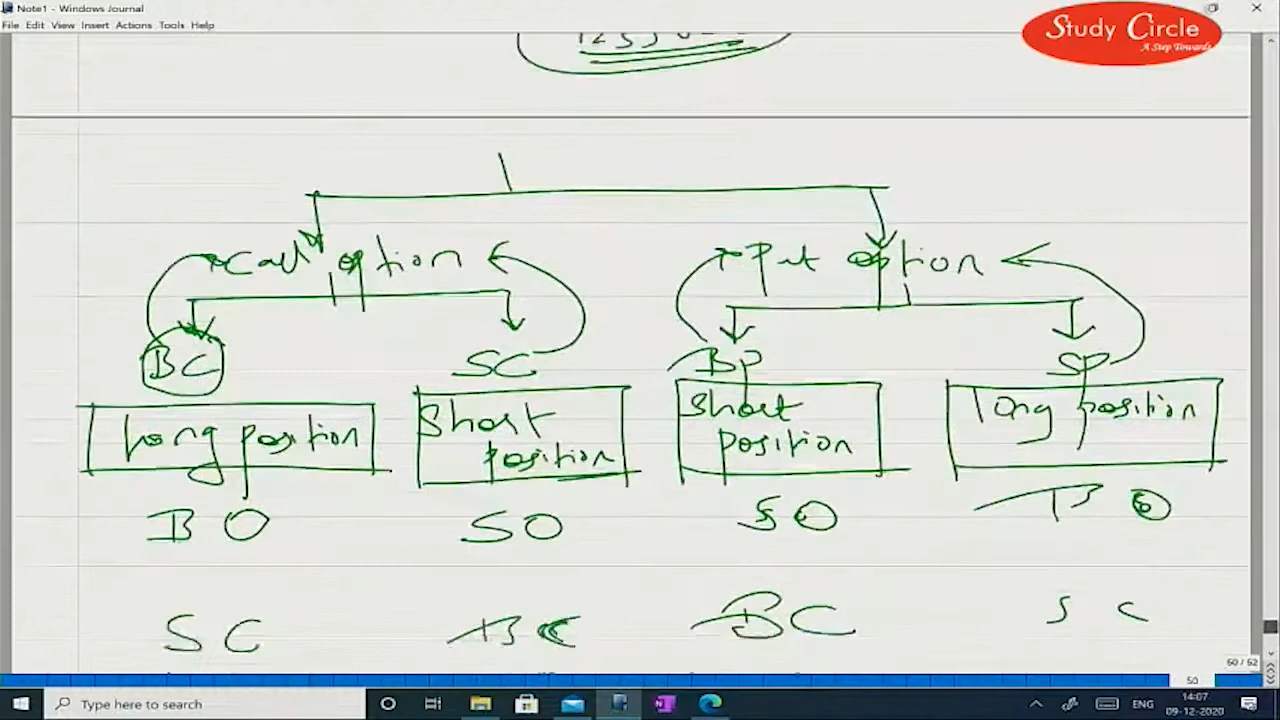 Note1 - Windows Journal
File Edit View Insert Actions Tools Help
Study Circle
A Step Towards
Call option
Put option
BC
SC
BP
SP
Long position
Short position
Short position
long position
BO
SO
SO
BO
SC
BC
BC
SC
50 / 52
50
Type here to search
ENG
14:07
09-12-2020